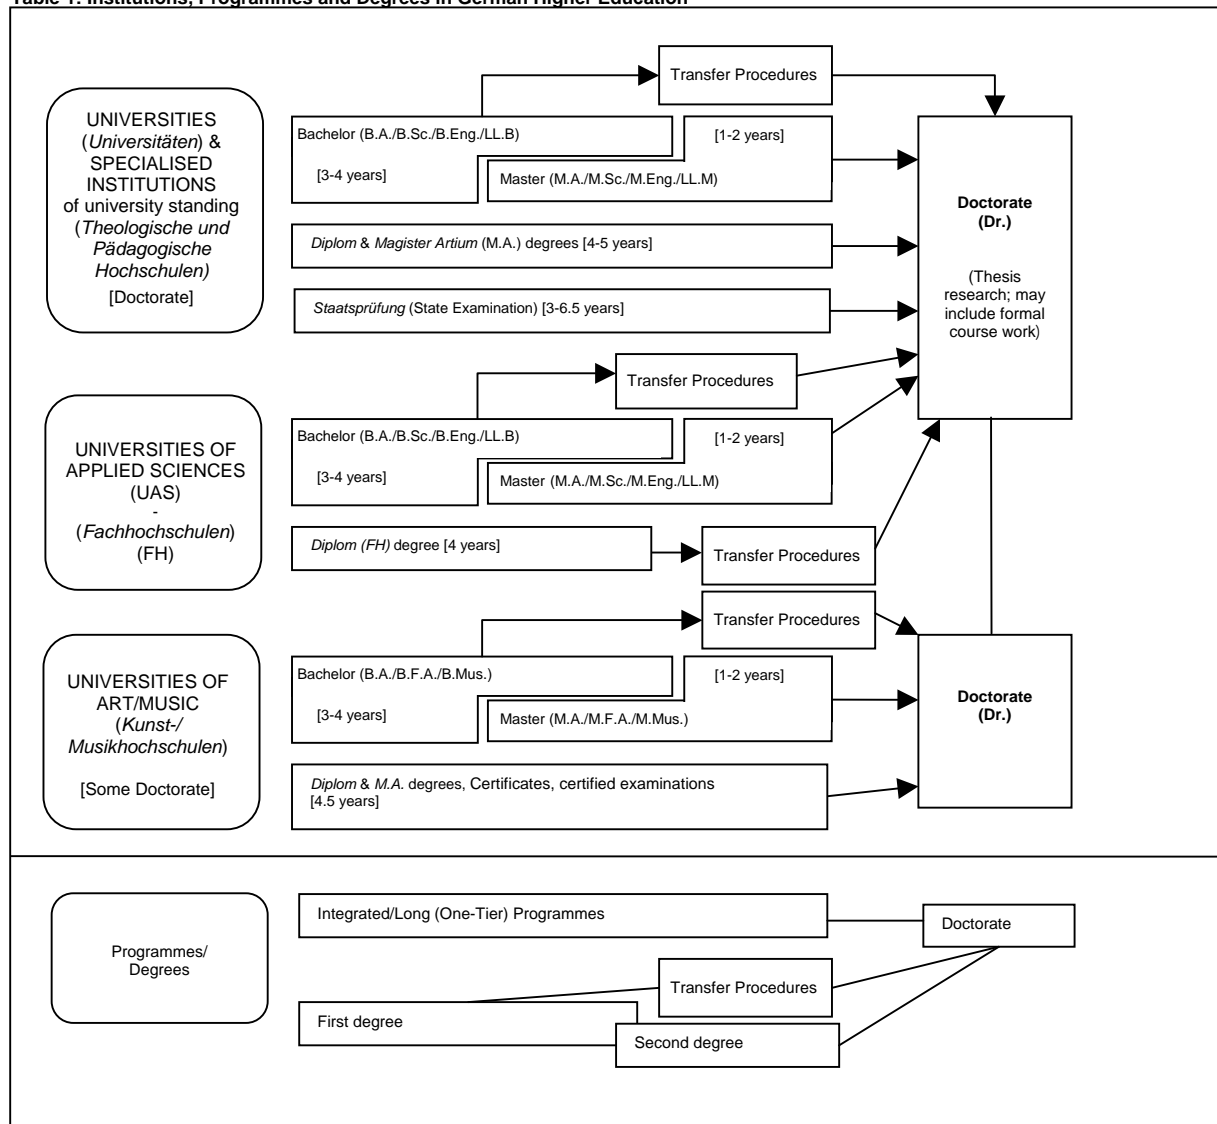 Table 1: Institutions, Programmes and Degrees in German Higher Education
Transfer Procedures
UNIVERSITIES
(Universitäten) &
SPECIALISED
INSTITUTIONS
of university standing
(Theologische und
Pädagogische
Hochschulen)
[Doctorate]
Bachelor (B.A./B.Sc./B.Eng./LL.B)
[3-4 years]
[1-2 years]
Master (M.A./M.Sc./M.Eng./LL.M)
Diplom & Magister Artium (M.A.) degrees [4-5 years]
Staatsprüfung (State Examination) [3-6.5 years]
Doctorate
(Dr.)
(Thesis
research; may
include formal
course work)
Transfer Procedures
UNIVERSITIES OF
APPLIED SCIENCES
(UAS)
-
(Fachhochschulen)
(FH)
Bachelor (B.A./B.Sc./B.Eng./LL.B)
[3-4 years]
[1-2 years]
Master (M.A./M.Sc./M.Eng./LL.M)
Diplom (FH) degree [4 years]
Transfer Procedures
Transfer Procedures
UNIVERSITIES OF
ART/MUSIC
(Kunst-/
Musikhochschulen)
[Some Doctorate]
Bachelor (B.A./B.F.A./B.Mus.)
[3-4 years]
[1-2 years]
Master (M.A./M.F.A./M.Mus.)
Diplom & M.A. degrees, Certificates, certified examinations
[4.5 years]
Doctorate
(Dr.)
Programmes/
Degrees
Integrated/Long (One-Tier) Programmes
Doctorate
Transfer Procedures
First degree
Second degree